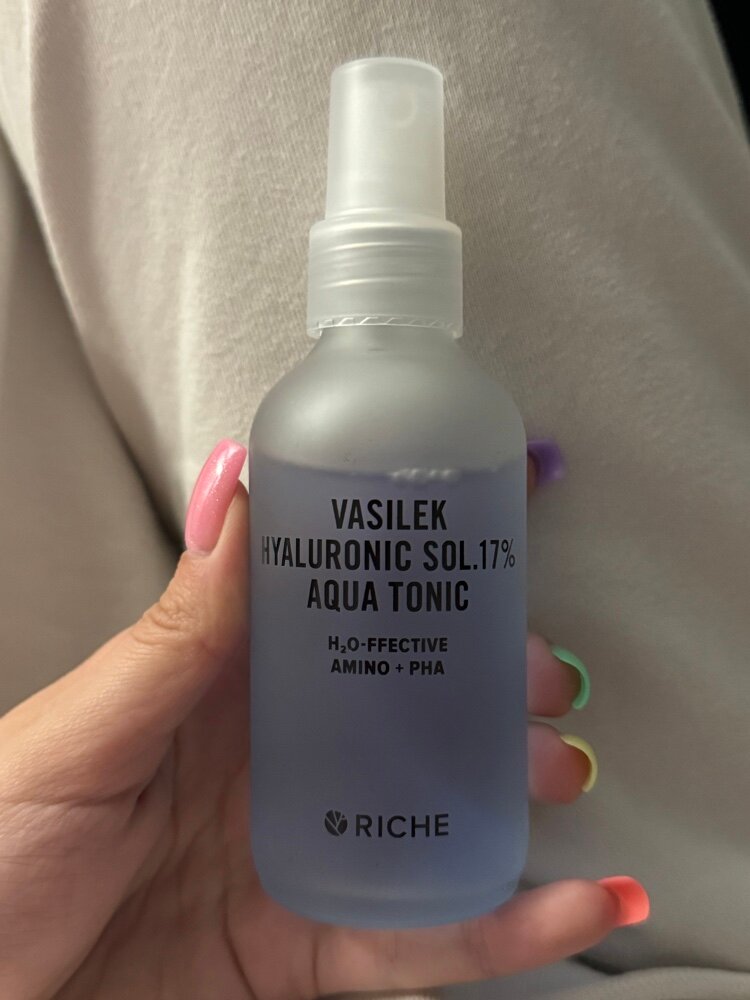 VASILEK
HYALURONIC SOL.17%
AQUA TONIC
H₂O-FFECTIVE
AMINO + PHA
RICHE